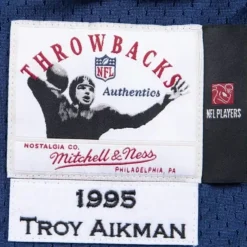 THROWBACKS
NFL
Authentics
NFL PLAYERS
NOSTALGIA CO.
Mitchell & Ness
PHILADELPHIA, PA
1995
TROY AIKMAN